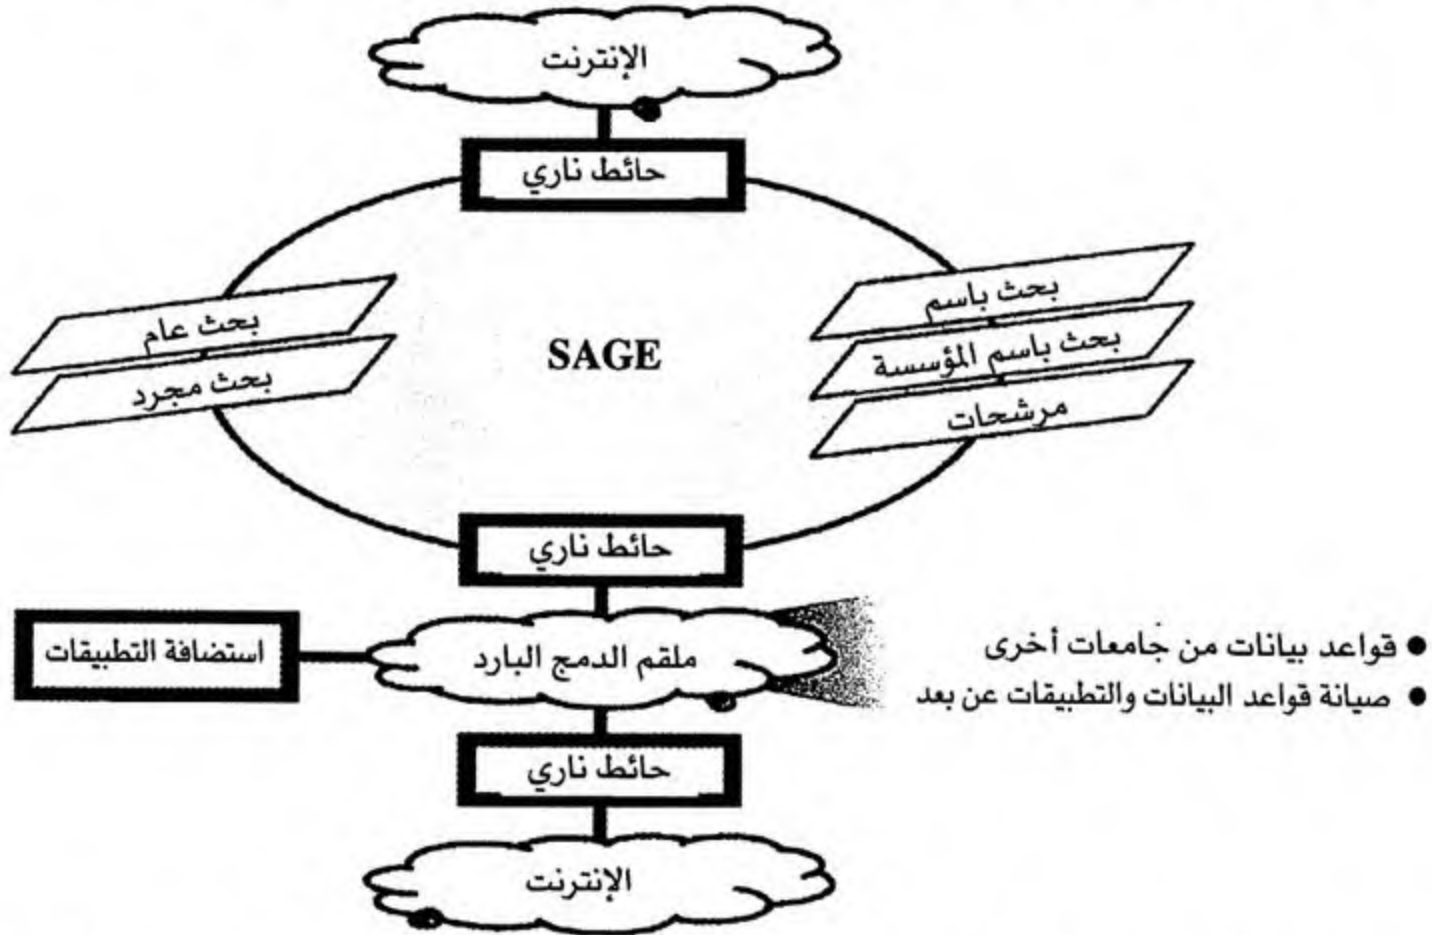 الإنترنت
حائط ناري
بحث باسم
بحث باسم المؤسسة
مرشحات
SAGE
بحث عام
بحث مجرد
حائط ناري
قواعد بيانات من جامعات أخرى
صيانة قواعد البيانات والتطبيقات عن بعد
ملقم الدمج البارد
استضافة التطبيقات
حائط ناري
الإنترنت